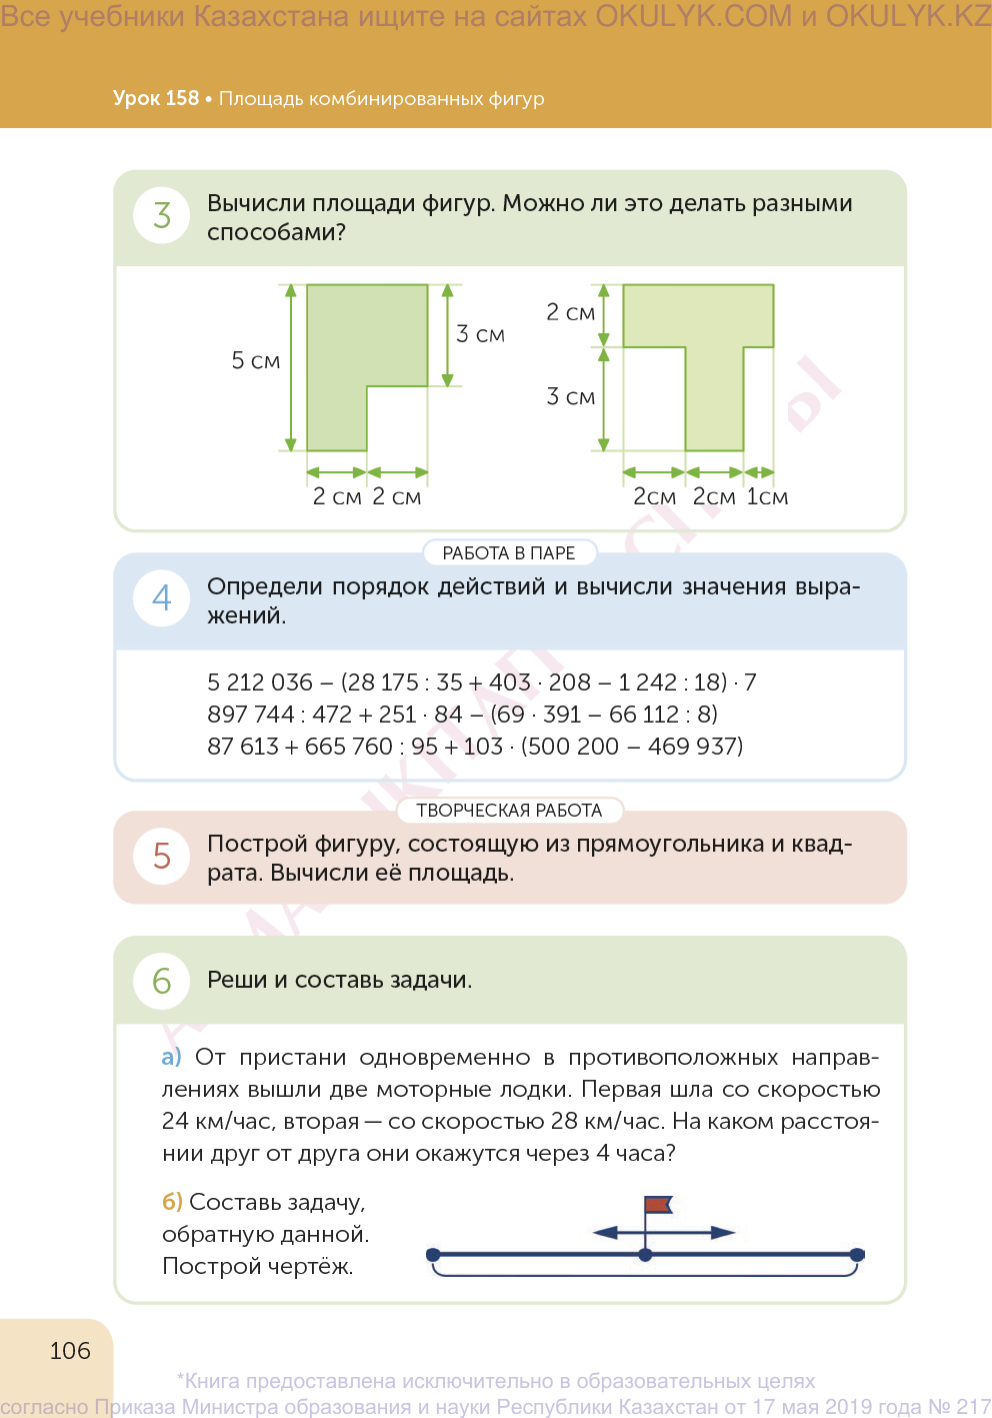 Все учебники Казахстана ищите на сайтах OKULYK.COM и OKULYK.KZ
Урок 158 • Площадь комбинированных фигур
3
Вычисли площади фигур. Можно ли это делать разными
способами?
5 см
3 см
2 см 2 см
2 см
3 см
2см 2см 1см
РАБОТА В ПАРЕ
4
Определи порядок действий и вычисли значения выра-
жений.
5 212 036 – (28 175 : 35 + 403 · 208 – 1 242 : 18) · 7
897 744 : 472 + 251 · 84 – (69 · 391 – 66 112 : 8)
87 613 + 665 760 : 95 + 103 · (500 200 – 469 937)
ТВОРЧЕСКАЯ РАБОТА
5
Построй фигуру, состоящую из прямоугольника и квад-
рата. Вычисли её площадь.
6
Реши и составь задачи.
а) От пристани одновременно в противоположных направ-
лениях вышли две моторные лодки. Первая шла со скоростью
24 км/час, вторая — со скоростью 28 км/час. На каком расстоя-
нии друг от друга они окажутся через 4 часа?
б) Составь задачу,
обратную данной.
Построй чертёж.
106
*Книга предоставлена исключительно в образовательных целях
согласно Приказа Министра образования и науки Республики Казахстан от 17 мая 2019 года № 217